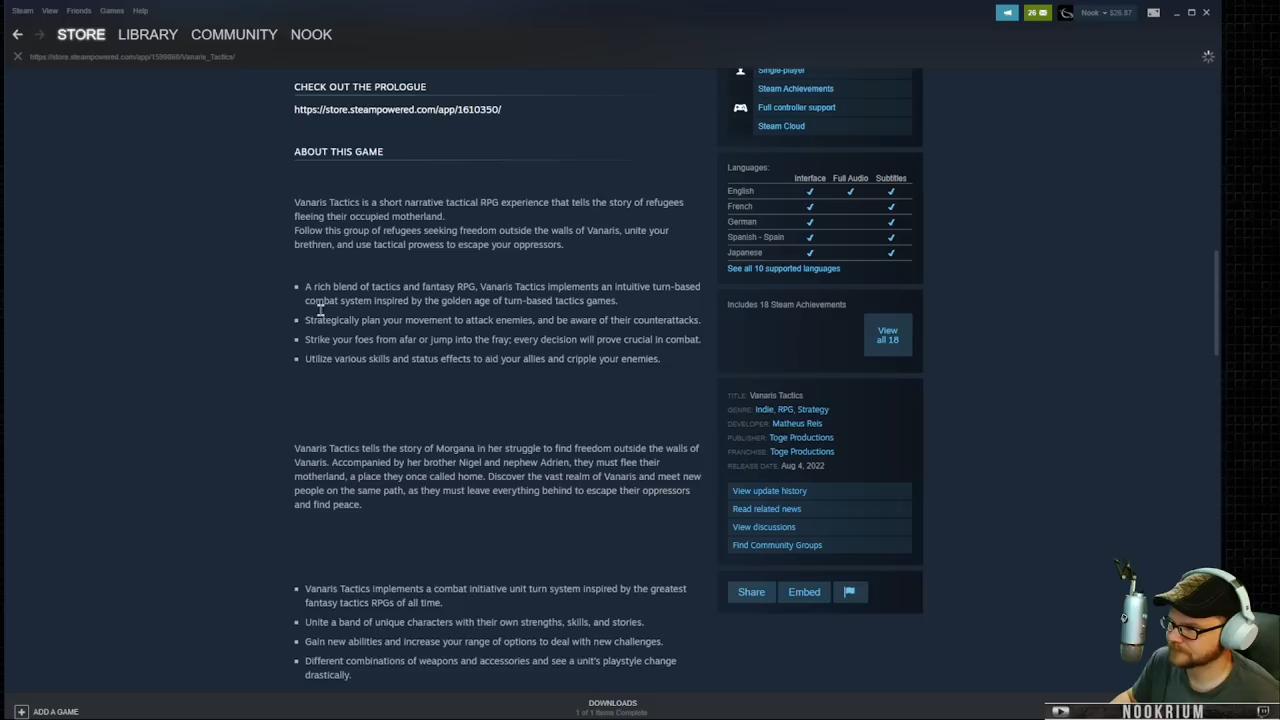 Steam View Friends Games Help
26
Nook
$26.87
STORE LIBRARY COMMUNITY NOOK
https://store.steampowered.com/app/1599860/Vanaris_Tactics/
CHECK OUT THE PROLOGUE
https://store.steampowered.com/app/1610350/
ABOUT THIS GAME
Vanaris Tactics is a short narrative tactical RPG experience that tells the story of refugees
fleeing their occupied motherland.
Follow this group of refugees seeking freedom outside the walls of Vanaris, unite your
brethren, and use tactical prowess to escape your oppressors.
A rich blend of tactics and fantasy RPG, Vanaris Tactics implements an intuitive turn-based
combat system inspired by the golden age of turn-based tactics games.
Strategically plan your movement to attack enemies, and be aware of their counterattacks.
Strike your foes from afar or jump into the fray; every decision will prove crucial in combat.
Utilize various skills and status effects to aid your allies and cripple your enemies.
Vanaris Tactics tells the story of Morgana in her struggle to find freedom outside the walls of
Vanaris. Accompanied by her brother Nigel and nephew Adrien, they must flee their
motherland, a place they once called home. Discover the vast realm of Vanaris and meet new
people on the same path, as they must leave everything behind to escape their oppressors
and find peace.
Vanaris Tactics implements a combat initiative unit turn system inspired by the greatest
fantasy tactics RPGs of all time.
Unite a band of unique characters with their own strengths, skills, and stories.
Gain new abilities and increase your range of options to deal with new challenges.
Different combinations of weapons and accessories and see a unit's playstyle change
drastically.
Single-player
Steam Achievements
Full controller support
Steam Cloud
Languages:
Interface Full Audio Subtitles
English ✔ ✔ ✔
French ✔ ✔
German ✔ ✔
Spanish - Spain ✔ ✔
Japanese ✔ ✔
See all 10 supported languages
Includes 18 Steam Achievements
View
all 18
TITLE: Vanaris Tactics
GENRE: Indie, RPG, Strategy
DEVELOPER: Matheus Reis
PUBLISHER: Toge Productions
FRANCHISE: Toge Productions
RELEASE DATE: Aug 4, 2022
View update history
Read related news
View discussions
Find Community Groups
Share Embed
ADD A GAME
DOWNLOADS
1 of 1 Items Complete
NOOKRIUM